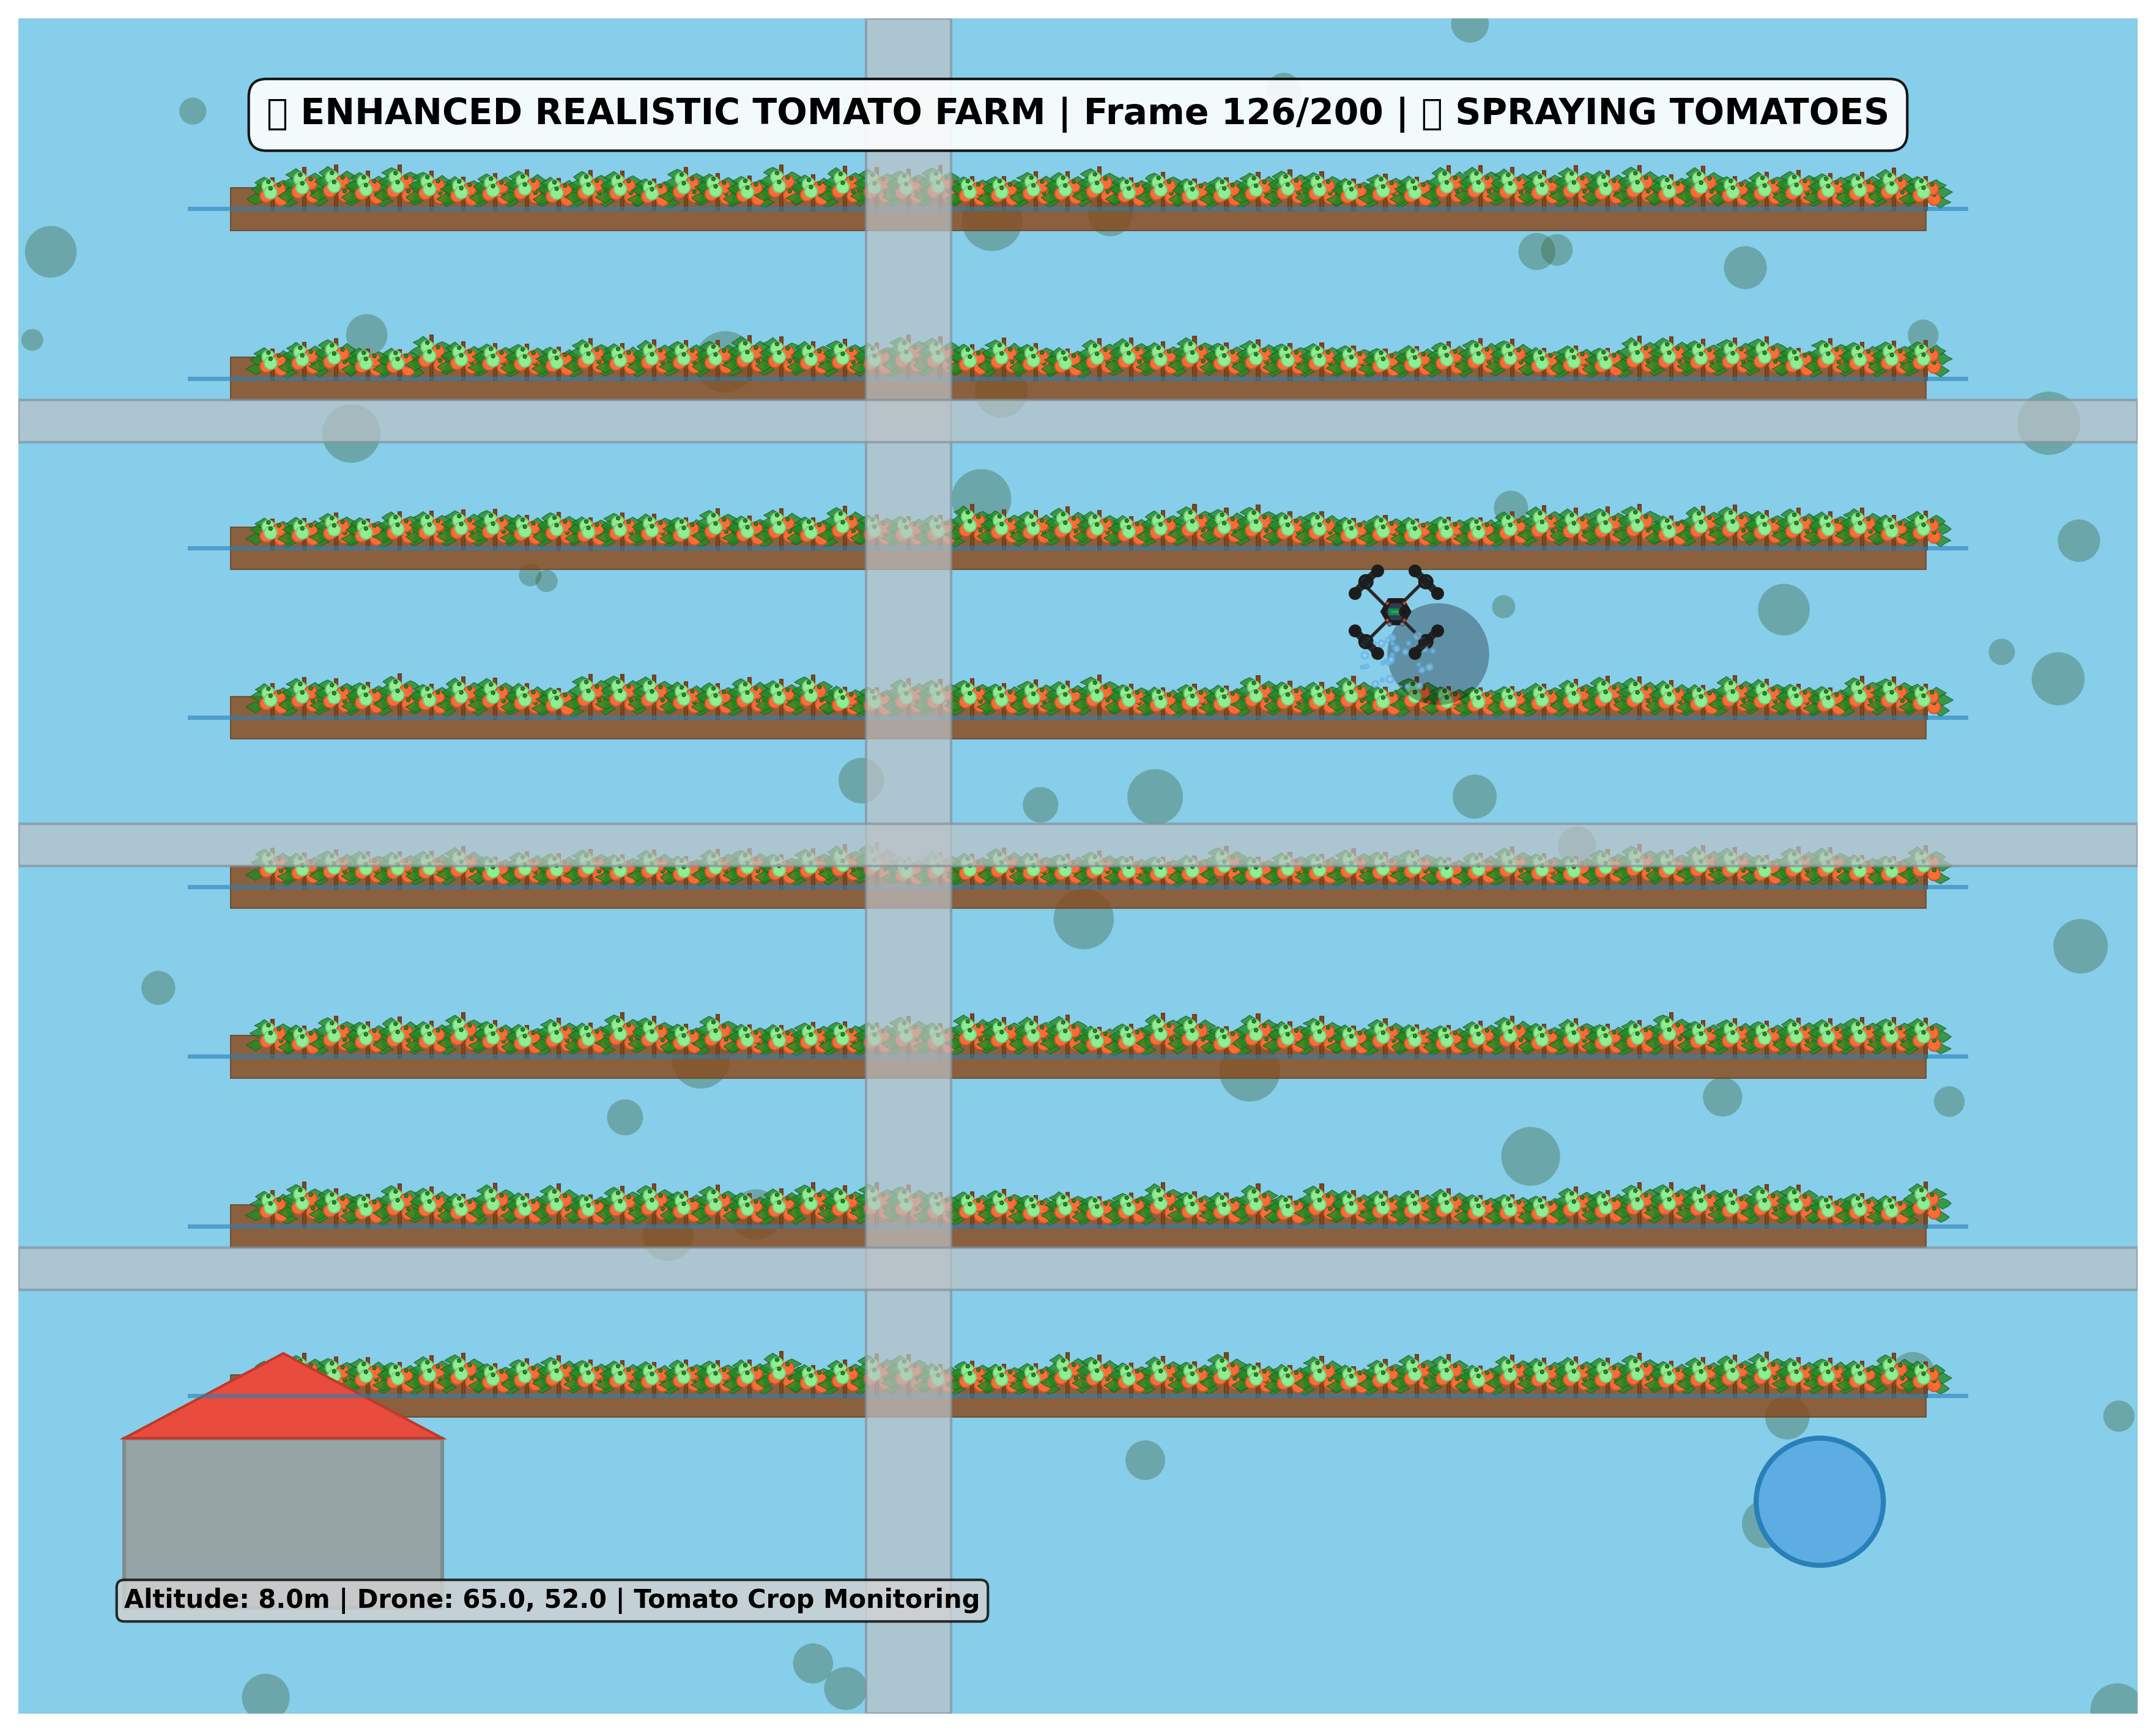 ▯ ENHANCED REALISTIC TOMATO FARM | Frame 126/200 | ▯ SPRAYING TOMATOES
Altitude: 8.0m | Drone: 65.0, 52.0 | Tomato Crop Monitoring